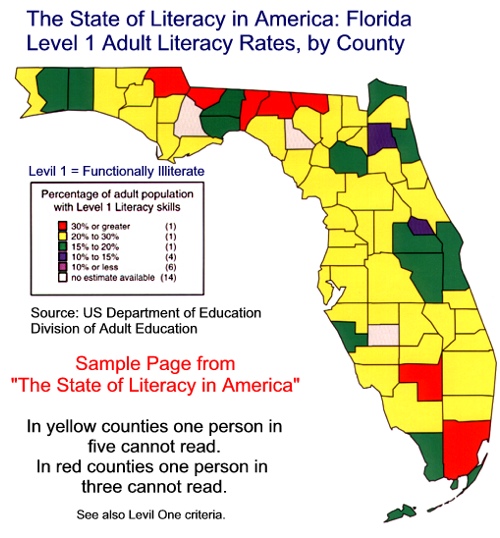 The State of Literacy in America: Florida
Level 1 Adult Literacy Rates, by County
Levil 1 = Functionally Illiterate
Percentage of adult population
with Level 1 Literacy skills
30% or greater (1)
20% to 30% (1)
15% to 20% (1)
10% to 15% (4)
10% or less (6)
no estimate available (14)
Source: US Department of Education
Division of Adult Education
Sample Page from
"The State of Literacy in America"
In yellow counties one person in
five cannot read.
In red counties one person in
three cannot read.
See also Levil One criteria.